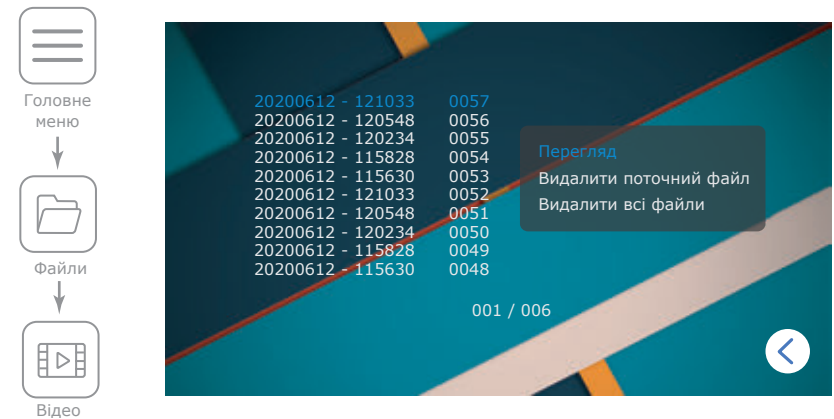 Головне
меню
Файли
Відео
20200612 - 121033 0057
20200612 - 120548 0056
20200612 - 120234 0055
20200612 - 115828 0054
20200612 - 115630 0053
20200612 - 121033 0052
20200612 - 120548 0051
20200612 - 120234 0050
20200612 - 115828 0049
20200612 - 115630 0048
Перегляд
Видалити поточний файл
Видалити всі файли
001 / 006